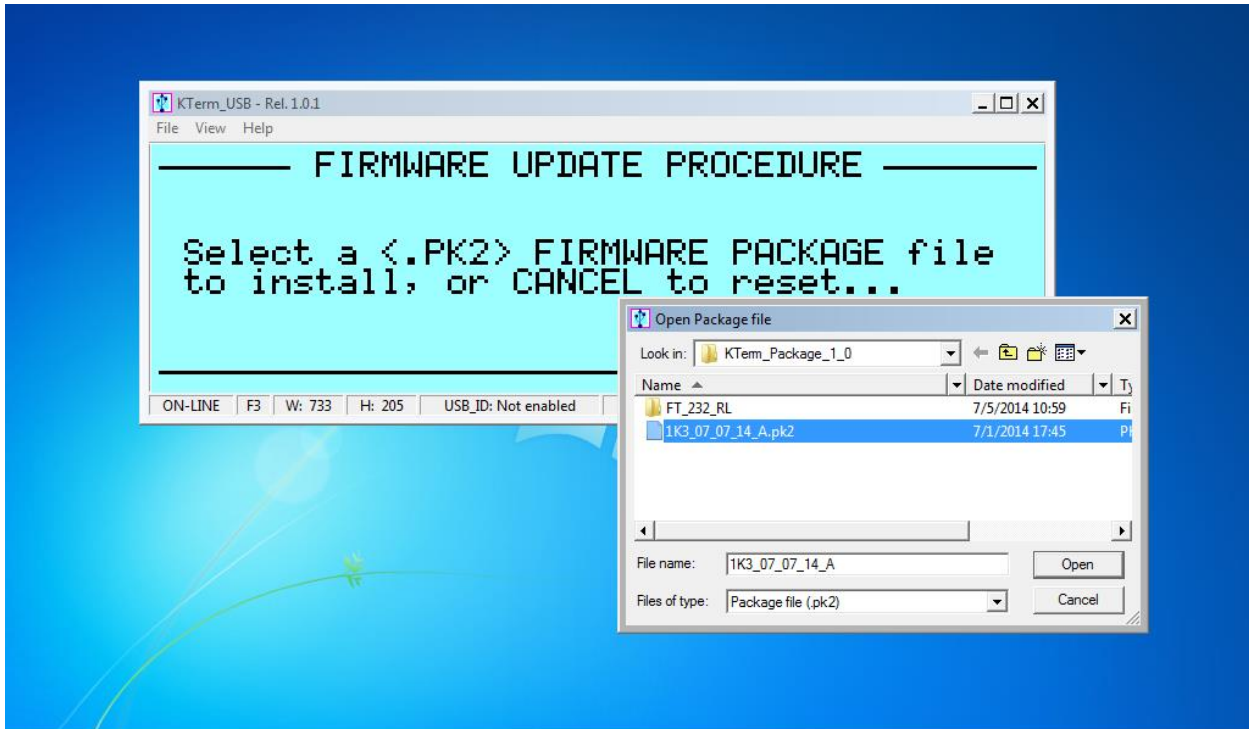 KTerm_USB - Rel. 1.0.1
File View Help
FIRMWARE UPDATE PROCEDURE
Select a <.PK2> FIRMWARE PACKAGE file
to install, or CANCEL to reset...
ON-LINE F3 W: 733 H: 205 USB_ID: Not enabled
Open Package file
Look in: KTerm_Package_1_0
Name Date modified
FT_232_RL 7/5/2014 10:59 Fi
1K3_07_07_14_A.pk2 7/1/2014 17:45
File name: 1K3_07_07_14_A Open
Files of type: Package file (.pk2) Cancel